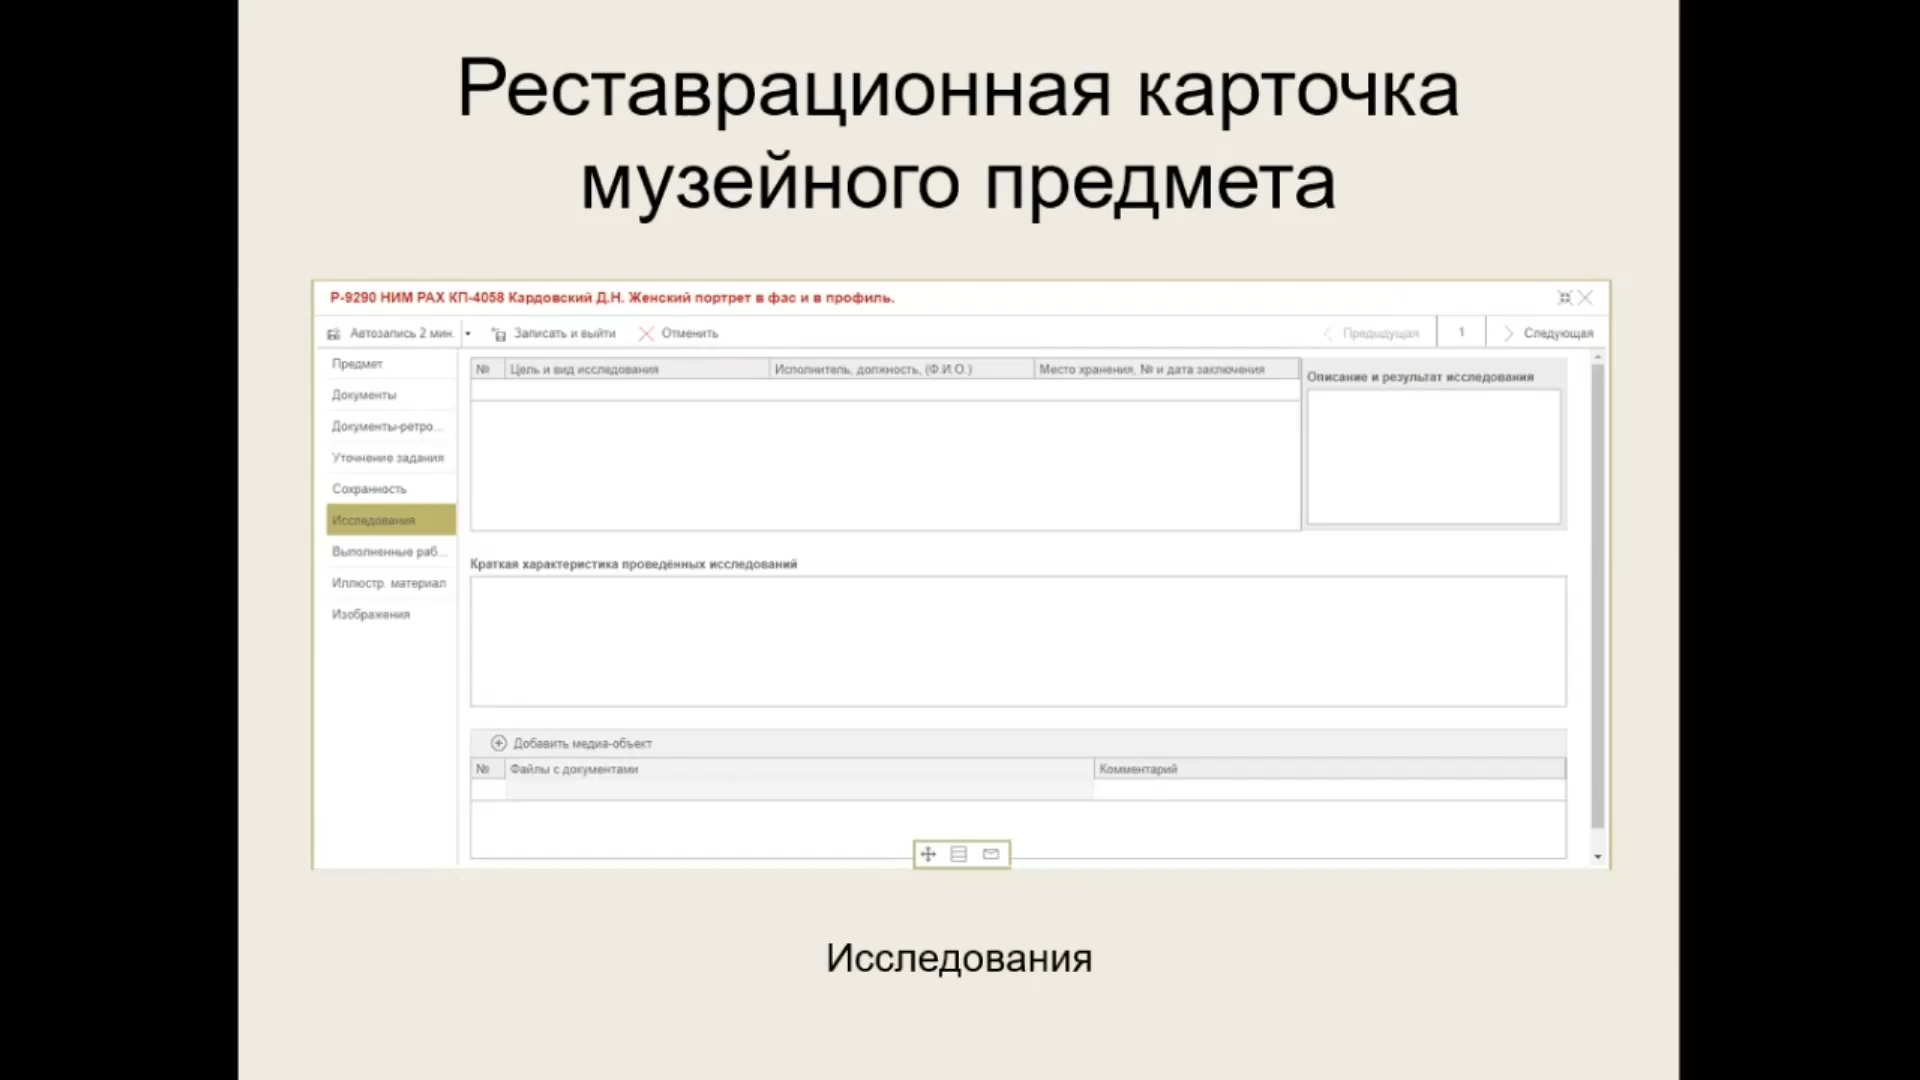 Реставрационная карточка
музейного предмета
Р-9290 НИМ РАХ КП-4058 Кардовский Д.Н. Женский портрет в фас и в профиль.
Автозапись 2 мин. Записать и выйти Отменить Предыдущая 1 Следующая
Предмет
Документы
Документы-ретро...
Уточнение задания
Сохранность
Исследования
Выполненные раб...
Иллюстр. материал
Изображения
№ Цель и вид исследования Исполнитель, должность, (Ф.И.О.) Место хранения, № и дата заключения
Описание и результат исследования
Краткая характеристика проведённых исследований
Добавить медиа-объект
№ Файлы с документами Комментарий
Исследования